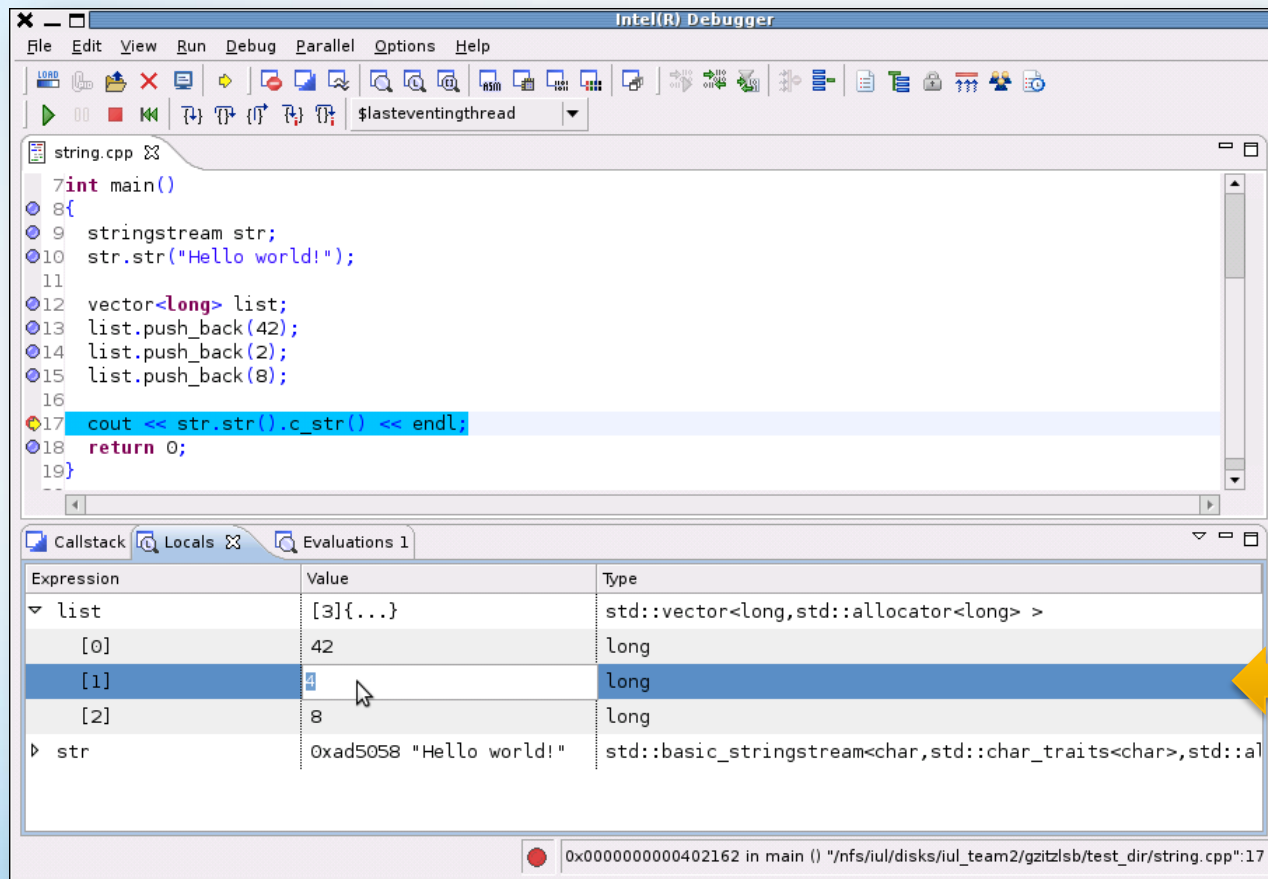 Intel(R) Debugger
File Edit View Run Debug Parallel Options Help
LOAD ASM
$lasteventingthread
string.cpp
7int main()
8{
9 stringstream str;
10 str.str("Hello world!");
11
12 vector<long> list;
13 list.push_back(42);
14 list.push_back(2);
15 list.push_back(8);
16
17 cout << str.str().c_str() << endl;
18 return 0;
19}
Callstack Locals Evaluations 1
Expression Value Type
list [3]{...} std::vector<long,std::allocator<long> >
[0] 42 long
[1] 4 long
[2] 8 long
str 0xad5058 "Hello world!" std::basic_stringstream<char,std::char_traits<char>,std::al
0x0000000000402162 in main () "/nfs/iul/disks/iul_team2/gzitzlsb/test_dir/string.cpp":17